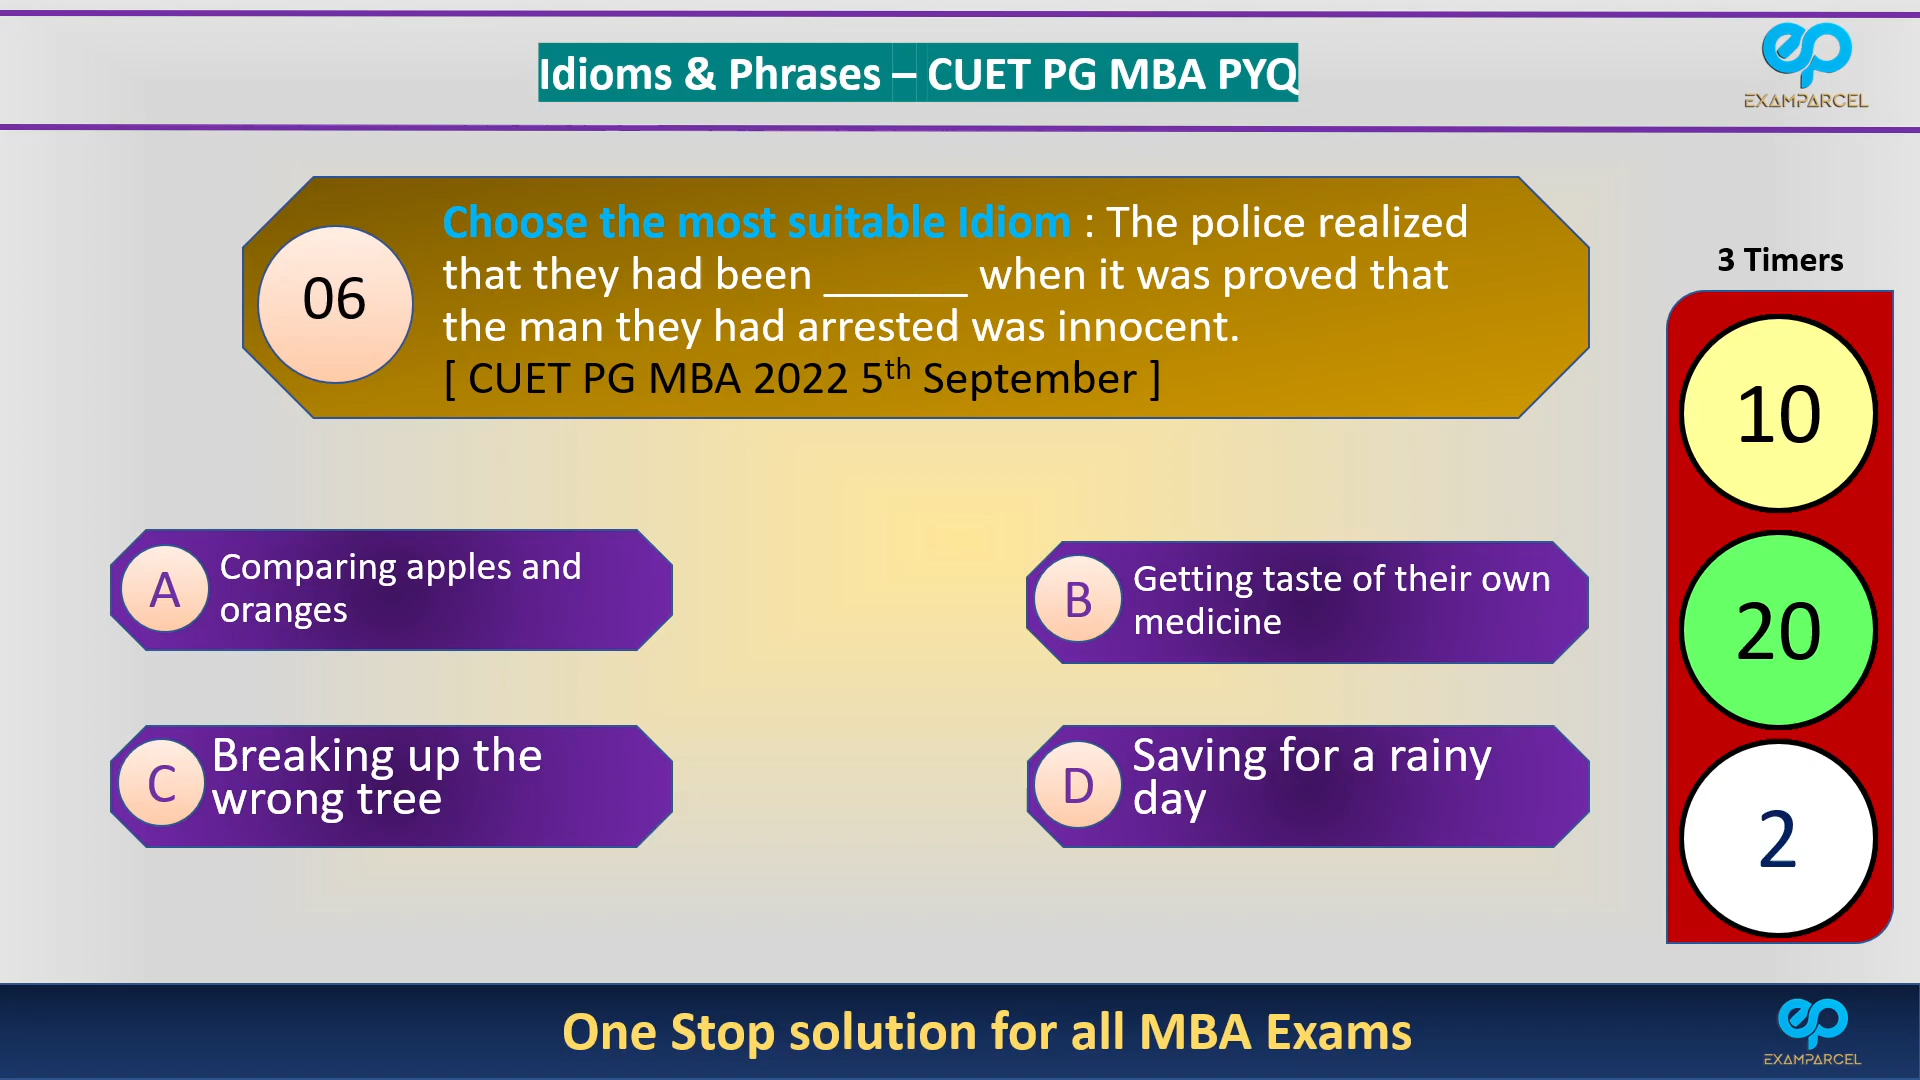 Idioms & Phrases – CUET PG MBA PYQ
EXAMPARCEL
06
Choose the most suitable Idiom : The police realized
that they had been ______ when it was proved that
the man they had arrested was innocent.
[ CUET PG MBA 2022 5th September ]
3 Timers
10
20
2
A
Comparing apples and
oranges
B
Getting taste of their own
medicine
C
Breaking up the
wrong tree
D
Saving for a rainy
day
One Stop solution for all MBA Exams
EXAMPARCEL